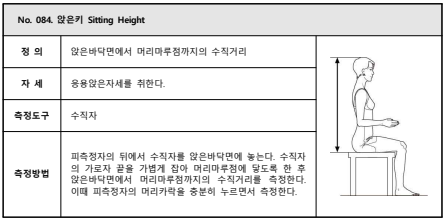 No. 084. 앉은키 Sitting Height
정 의
앉은바닥면에서 머리마루점까지의 수직거리
자 세
응용앉은자세를 취한다.
측정도구
수직자
측정방법
피측정자의 뒤에서 수직자를 앉은바닥면에 놓는다. 수직자
의 가로자 끝을 가볍게 잡아 머리마루점에 닿도록 한 후
앉은바닥면에서 머리마루점까지의 수직거리를 측정한다.
이때 피측정자의 머리카락을 충분히 누르면서 측정한다.